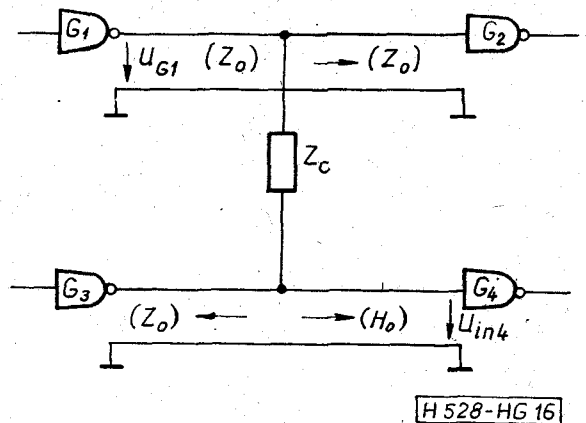 G1 UG1 (Zo) (Zo) G2
Zc
G3 (Zo) (Ho) G4 Uin4
H 528-HG 16